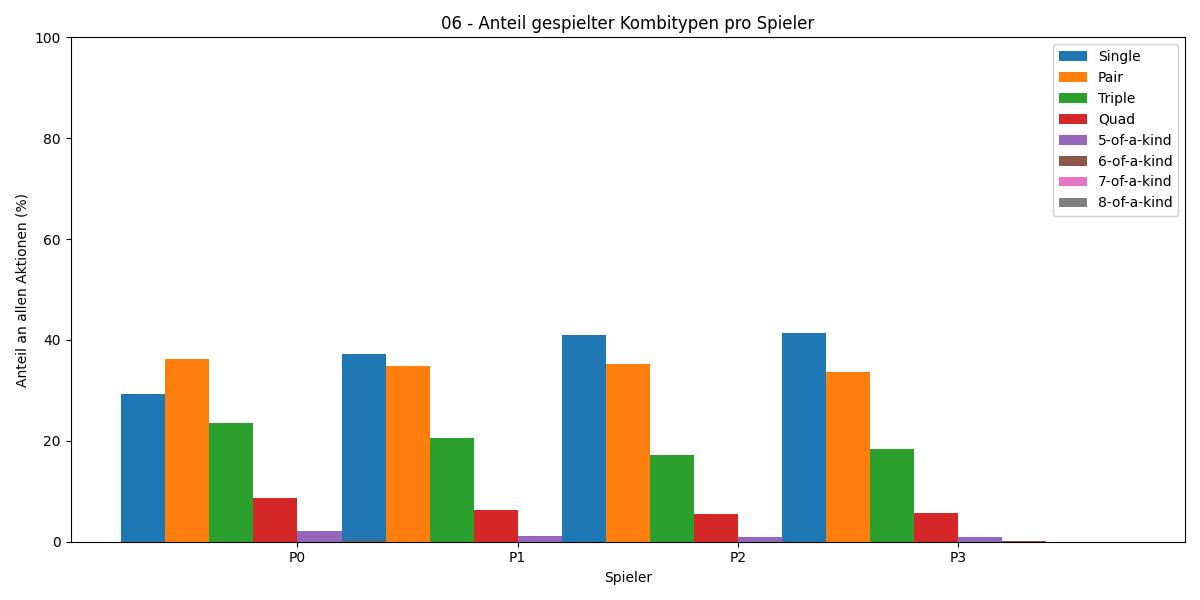 06 - Anteil gespielter Kombitypen pro Spieler
100
80
60
40
20
0
Anteil an allen Aktionen (%)
Single
Pair
Triple
Quad
5-of-a-kind
6-of-a-kind
7-of-a-kind
8-of-a-kind
P0
P1
P2
P3
Spieler